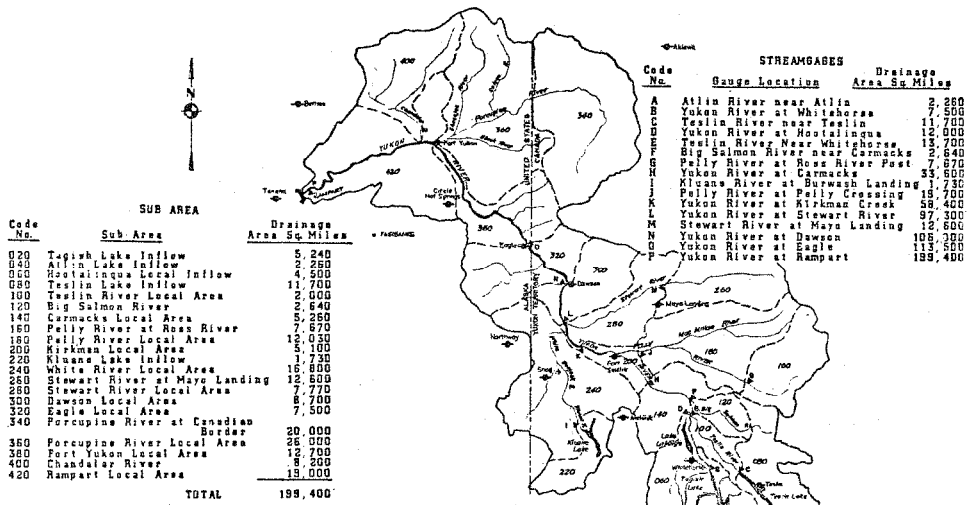 STREAMGAGES
Code No. Gauge Location Drainage Area Sq Miles
A Atlin River near Atlin 2,260
B Yukon River at Whitehorse 7,500
C Teslin River near Teslin 11,700
D Yukon River at Hootalinqua 12,000
E Teslin River Near Whitehorse 13,700
F Big Salmon River near Carmacks 2,640
G Pelly River at Ross River Post 7,670
H Yukon River at Carmacks 33,600
I Kluane River at Burwash Landing 1,730
J Pelly River at Pelly Crossing 19,700
K Yukon River at Kirkman Creek 58,400
L Yukon River at Stewart River 97,300
M Stewart River at Mayo Landing 12,600
N Yukon River at Dawson 106,000
O Yukon River at Eagle 113,500
P Yukon River at Rampart 199,400
SUB AREA
Code No. Sub Area Drainage Area Sq Miles
020 Tagish Lake Inflow 5,240
040 Atlin Lake Inflow 2,260
060 Hootalinqua Local Inflow 4,500
080 Teslin Lake Inflow 11,700
100 Teslin River Local Area 2,000
120 Big Salmon River 2,640
140 Carmacks Local Area 5,260
160 Pelly River at Ross River 7,670
180 Pelly River Local Area 12,030
200 Kirkman Local Area 5,100
220 Kluane Lake Inflow 1,730
240 White River Local Area 16,800
260 Stewart River at Mayo Landing 12,600
280 Stewart River Local Area 7,770
300 Dawson Local Area 8,700
320 Eagle Local Area 7,500
340 Porcupine River at Canadian
Border 20,000
360 Porcupine River Local Area 26,000
380 Fort Yukon Local Area 12,700
400 Chandalar River 9,200
420 Rampart Local Area 19,000
TOTAL 199,400
N
Aklavik
Bettles
400
340
Porcupine River
360
Black River
Fort Yukon
YUKON
RIVER
UNITED STATES
CANADA
420
Tanana
RAMPART
Circle Hot Springs
FAIRBANKS
380
Eagle
O
320
300
N
Dawson
ALASKA
YUKON TERRITORY
Stewart River
M
Mayo Landing
260
280
Northway
YUKON
Fort Selkirk
200
180
160
Snag
240
H
140
120
100
Lake Laberge
Whitehorse
Kluane Lake
220
060
Tagish Lake
080
C
Teslin
Teslin Lake